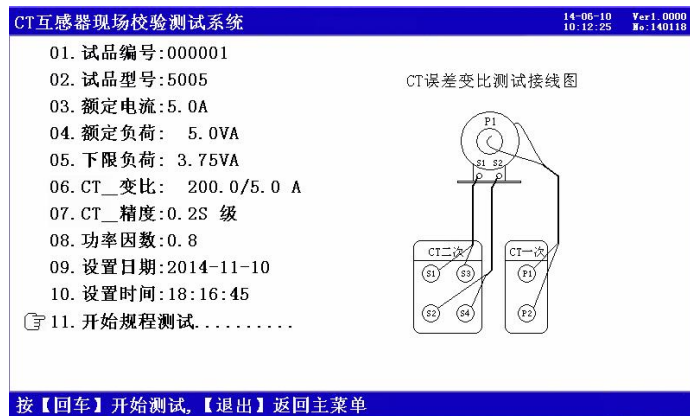 CT互感器现场校验测试系统
14-06-10 Ver1.0000
10:12:25 No:140118
01.试品编号:000001
02.试品型号:5005
03.额定电流:5.0A
04.额定负荷: 5.0VA
05.下限负荷: 3.75VA
06.CT__变比: 200.0/5.0 A
07.CT__精度:0.2S 级
08.功率因数:0.8
09.设置日期:2014-11-10
10.设置时间:18:16:45
11.开始规程测试..........
CT误差变比测试接线图
P1
S1 S2
CT二次 CT一次
S1 S3 P1
S2 S4 P2
按【回车】开始测试,【退出】返回主菜单